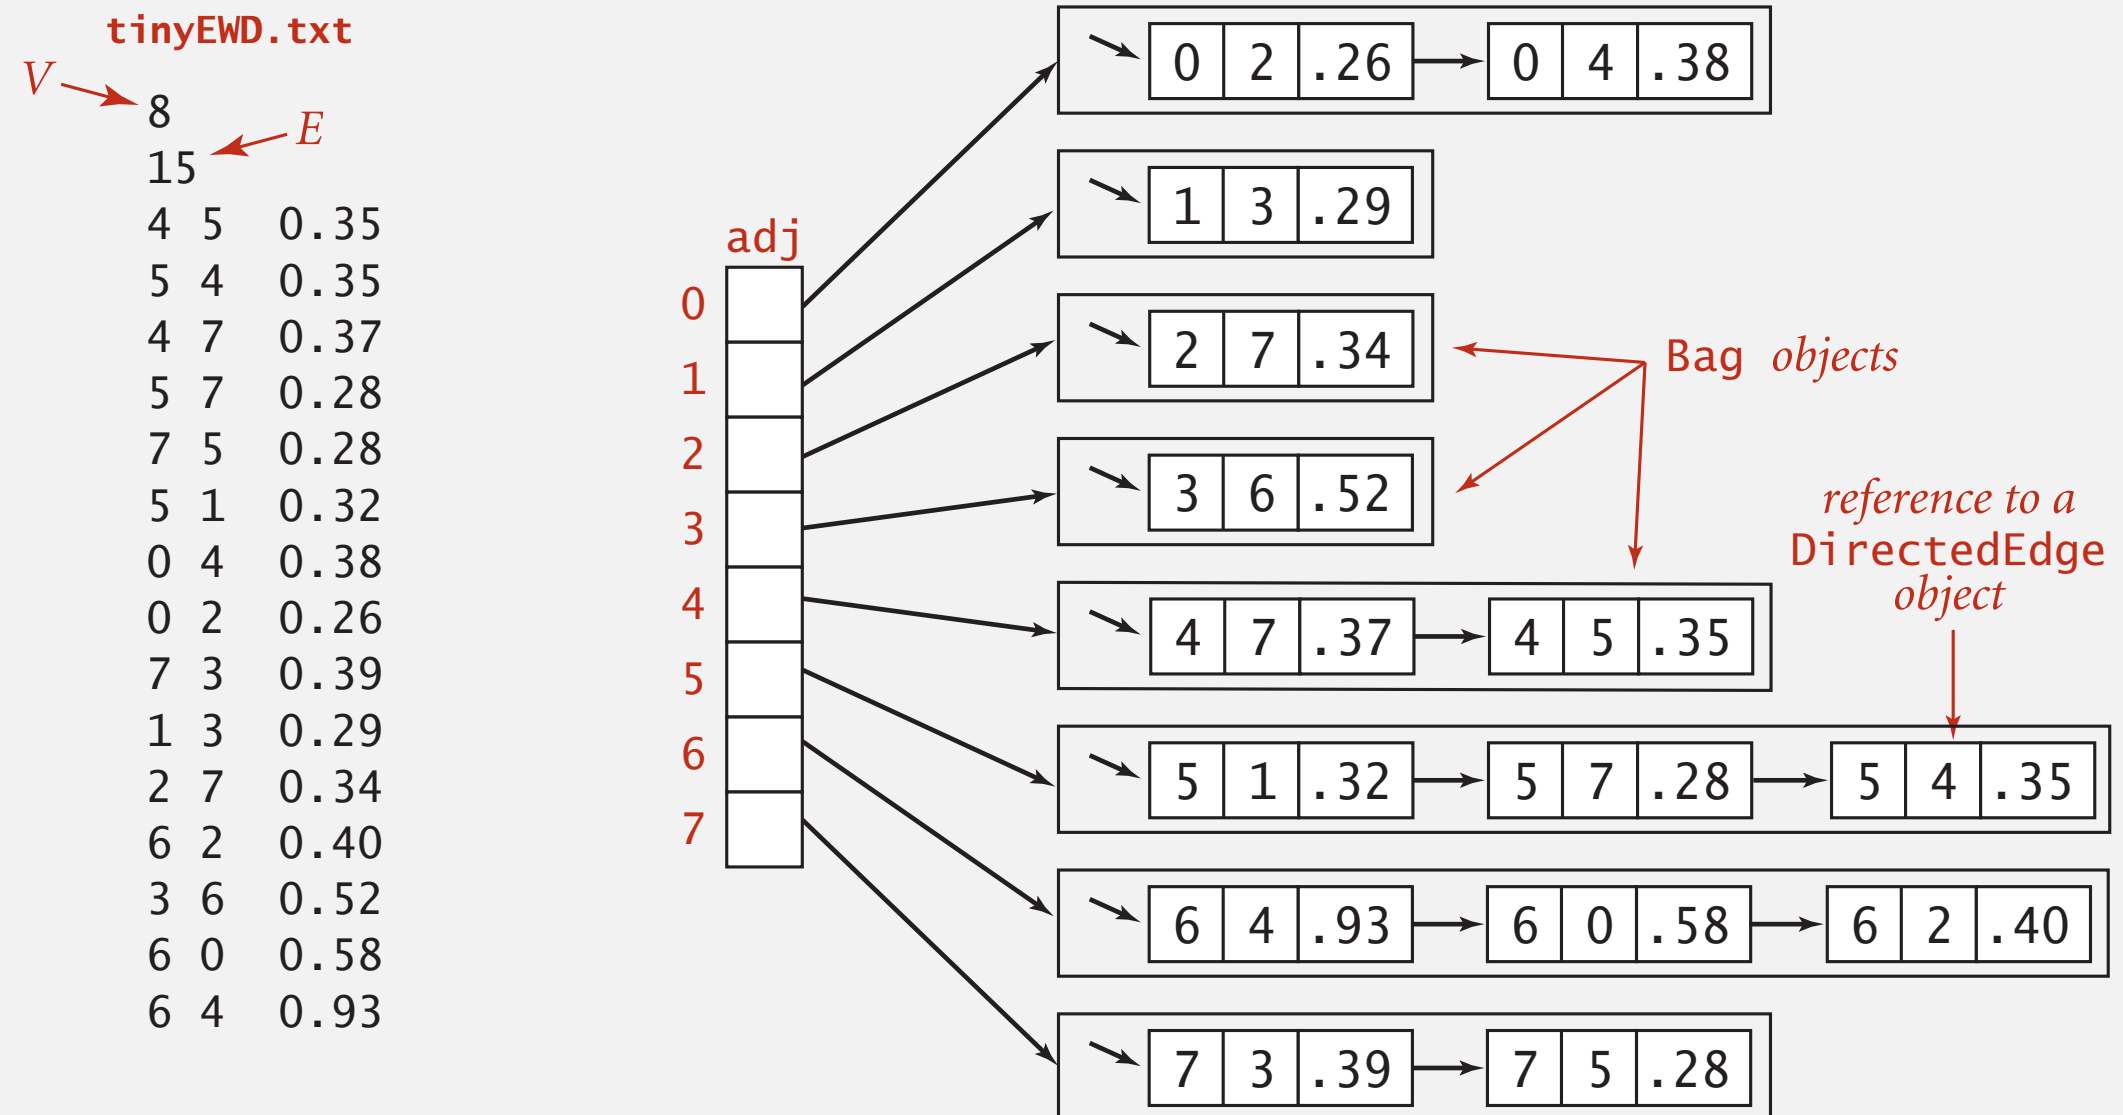 tinyEWD.txt
V
8
E
15
4 5 0.35
5 4 0.35
4 7 0.37
5 7 0.28
7 5 0.28
5 1 0.32
0 4 0.38
0 2 0.26
7 3 0.39
1 3 0.29
2 7 0.34
6 2 0.40
3 6 0.52
6 0 0.58
6 4 0.93
adj
0
1
2
3
4
5
6
7
0 2 .26 0 4 .38
1 3 .29
2 7 .34
3 6 .52
4 7 .37 4 5 .35
5 1 .32 5 7 .28 5 4 .35
6 4 .93 6 0 .58 6 2 .40
7 3 .39 7 5 .28
Bag objects
reference to a
DirectedEdge
object